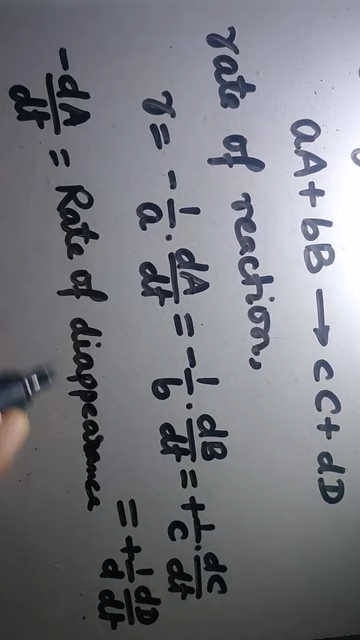 aA + bB → cC + dD
rate of reaction,
r = -1/a · dA/dt = -1/b · dB/dt = +1/c · dC/dt
= +1/d dD/dt
-dA/dt = Rate of diappearance